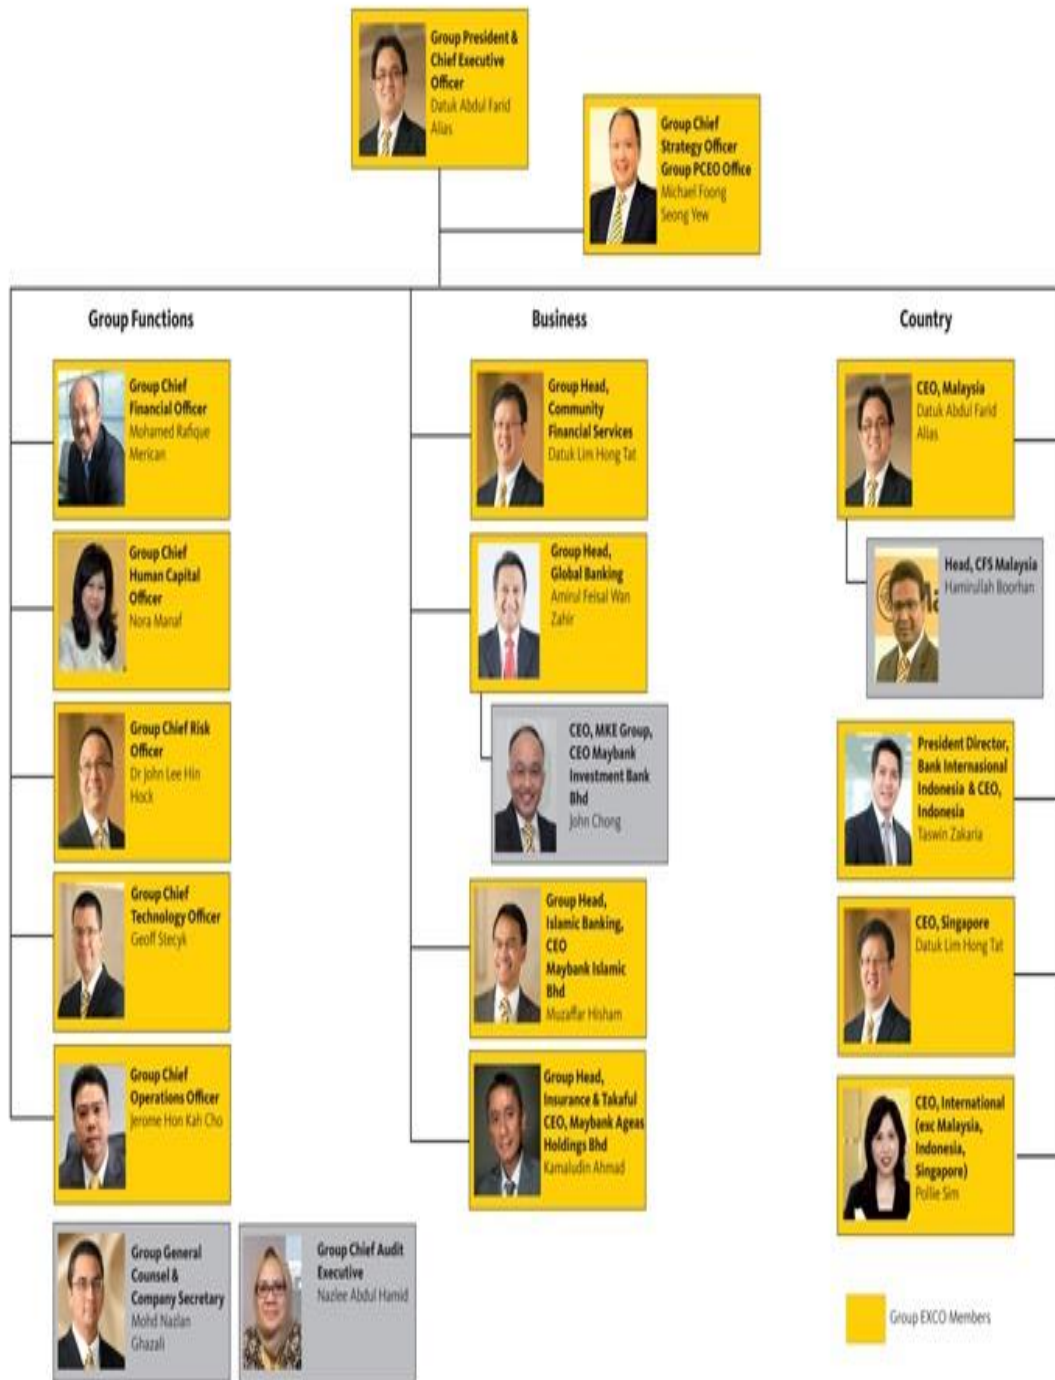 Group President &
Chief Executive
Officer
Datuk Abdul Farid
Alias
Group Chief
Strategy Officer
Group PCEO Office
Michael Foong
Seong Yew
Group Functions
Group Chief
Financial Officer
Mohamed Rafique
Merican
Group Chief
Human Capital
Officer
Nora Manaf
Group Chief Risk
Officer
Dr John Lee Hin
Hock
Group Chief
Technology Officer
Geoff Stecyk
Group Chief
Operations Officer
Jerome Hon Kah Cho
Group General
Counsel &
Company Secretary
Mohd Nazlan
Ghazali
Group Chief Audit
Executive
Nazlee Abdul Hamid
Business
Group Head,
Community
Financial Services
Datuk Lim Hong Tat
Group Head,
Global Banking
Amirul Feisal Wan
Zahir
CEO, MKE Group,
CEO Maybank
Investment Bank
Bhd
John Chong
Group Head,
Islamic Banking,
CEO
Maybank Islamic
Bhd
Muzaffar Hisham
Group Head,
Insurance & Takaful
CEO, Maybank Ageas
Holdings Bhd
Kamaludin Ahmad
Country
CEO, Malaysia
Datuk Abdul Farid
Alias
Head, CFS Malaysia
Hamirullah Boorhan
Ma
President Director,
Bank Internasional
Indonesia & CEO,
Indonesia
Taswin Zakaria
CEO, Singapore
Datuk Lim Hong Tat
CEO, International
(exc Malaysia,
Indonesia,
Singapore)
Pollie Sim
Group EXCO Members